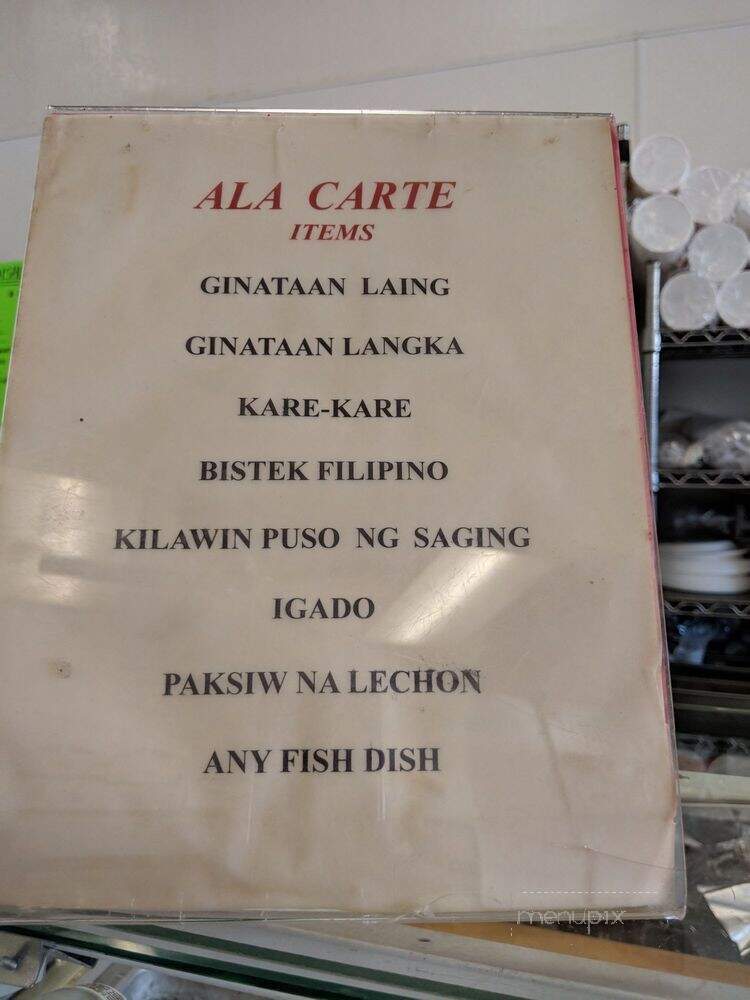 ALA CARTE
ITEMS
GINATAAN LAING
GINATAAN LANGKA
KARE-KARE
BISTEK FILIPINO
KILAWIN PUSO NG SAGING
IGADO
PAKSIW NA LECHON
ANY FISH DISH
menupix